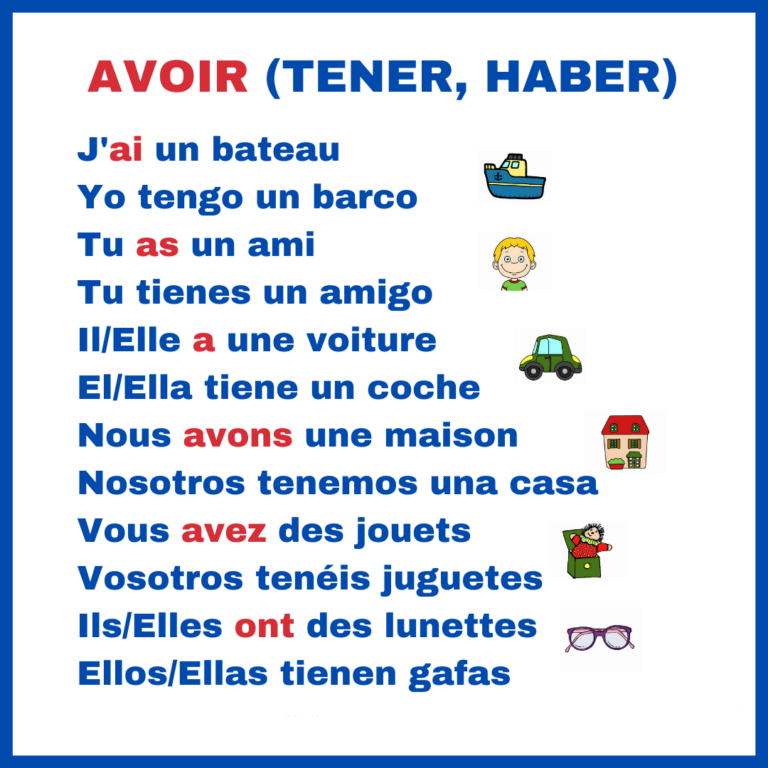 AVOIR (TENER, HABER)
J'ai un bateau
Yo tengo un barco
Tu as un ami
Tu tienes un amigo
Il/Elle a une voiture
El/Ella tiene un coche
Nous avons une maison
Nosotros tenemos una casa
Vous avez des jouets
Vosotros tenéis juguetes
Ils/Elles ont des lunettes
Ellos/Ellas tienen gafas